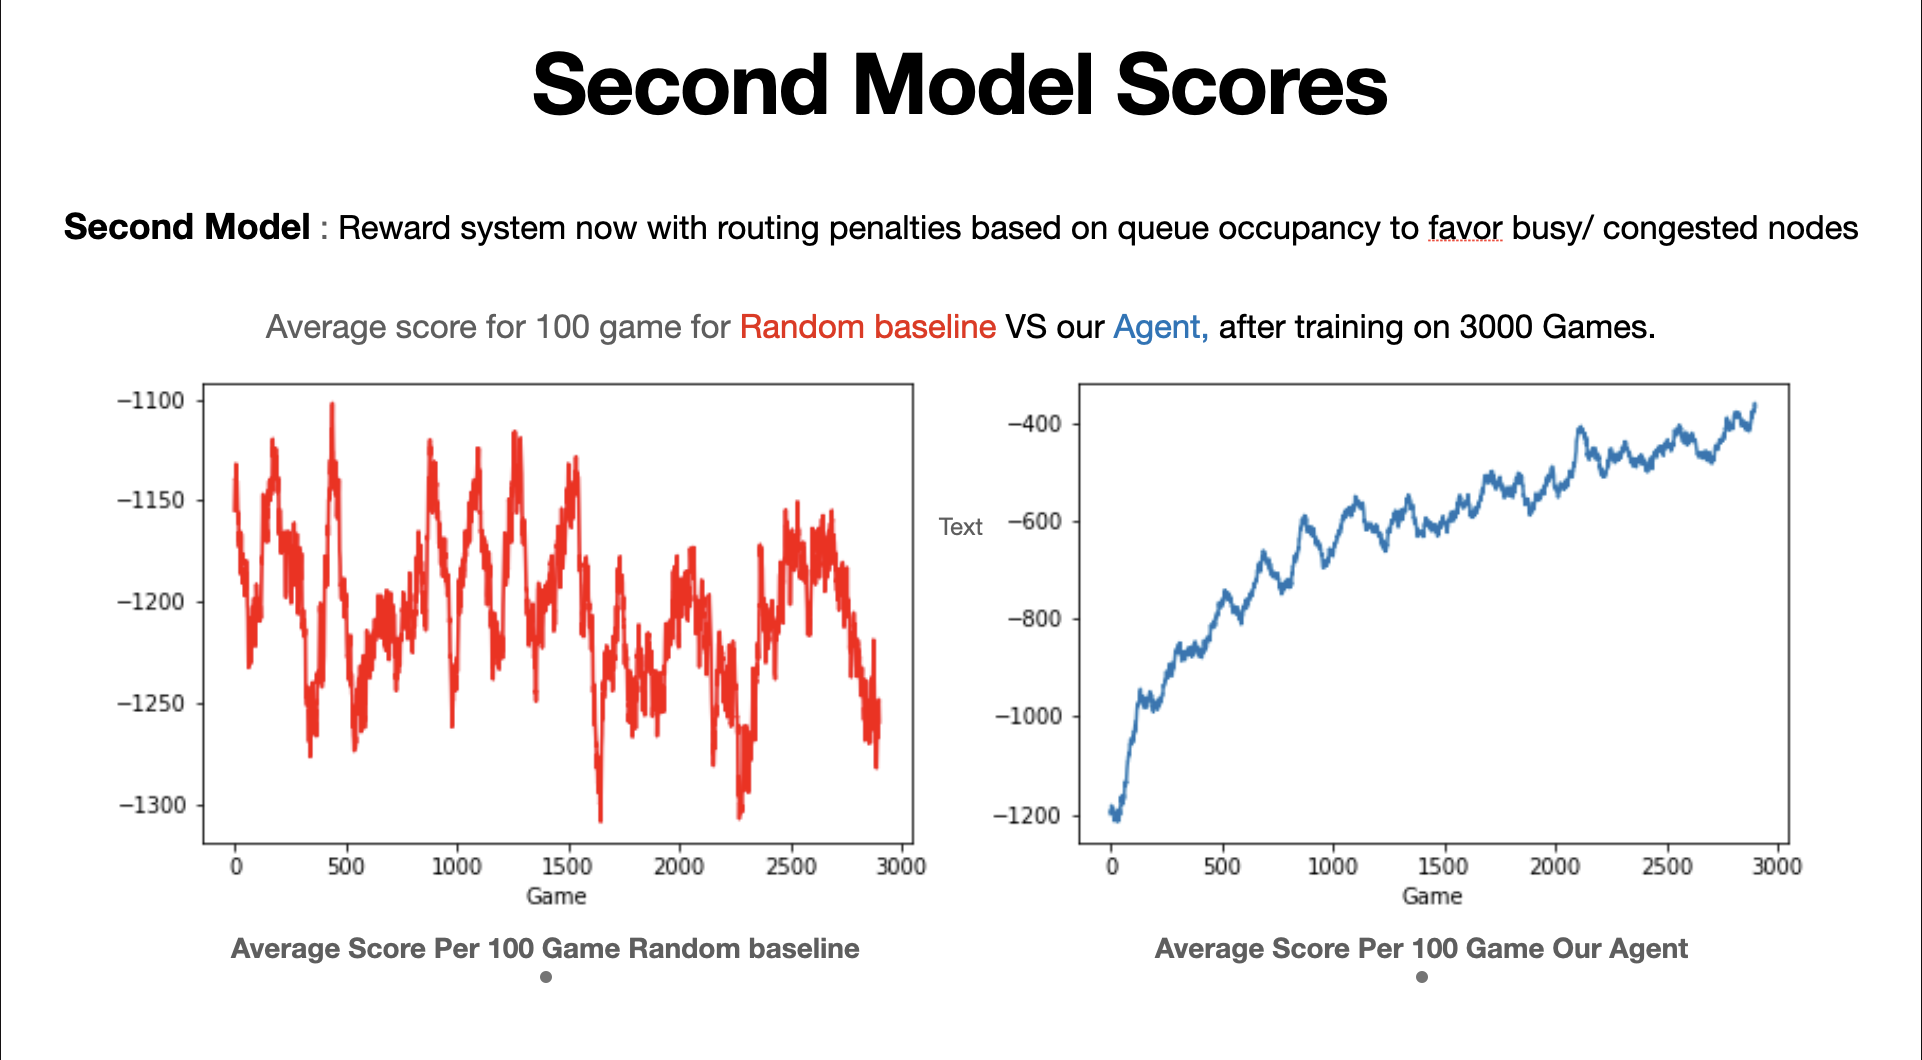 Second Model Scores
Second Model : Reward system now with routing penalties based on queue occupancy to favor busy/ congested nodes
Average score for 100 game for Random baseline VS our Agent, after training on 3000 Games.
−1100
−1150
−1200
−1250
−1300
0 500 1000 1500 2000 2500 3000
Game
Average Score Per 100 Game Random baseline
Text
−400
−600
−800
−1000
−1200
0 500 1000 1500 2000 2500 3000
Game
Average Score Per 100 Game Our Agent